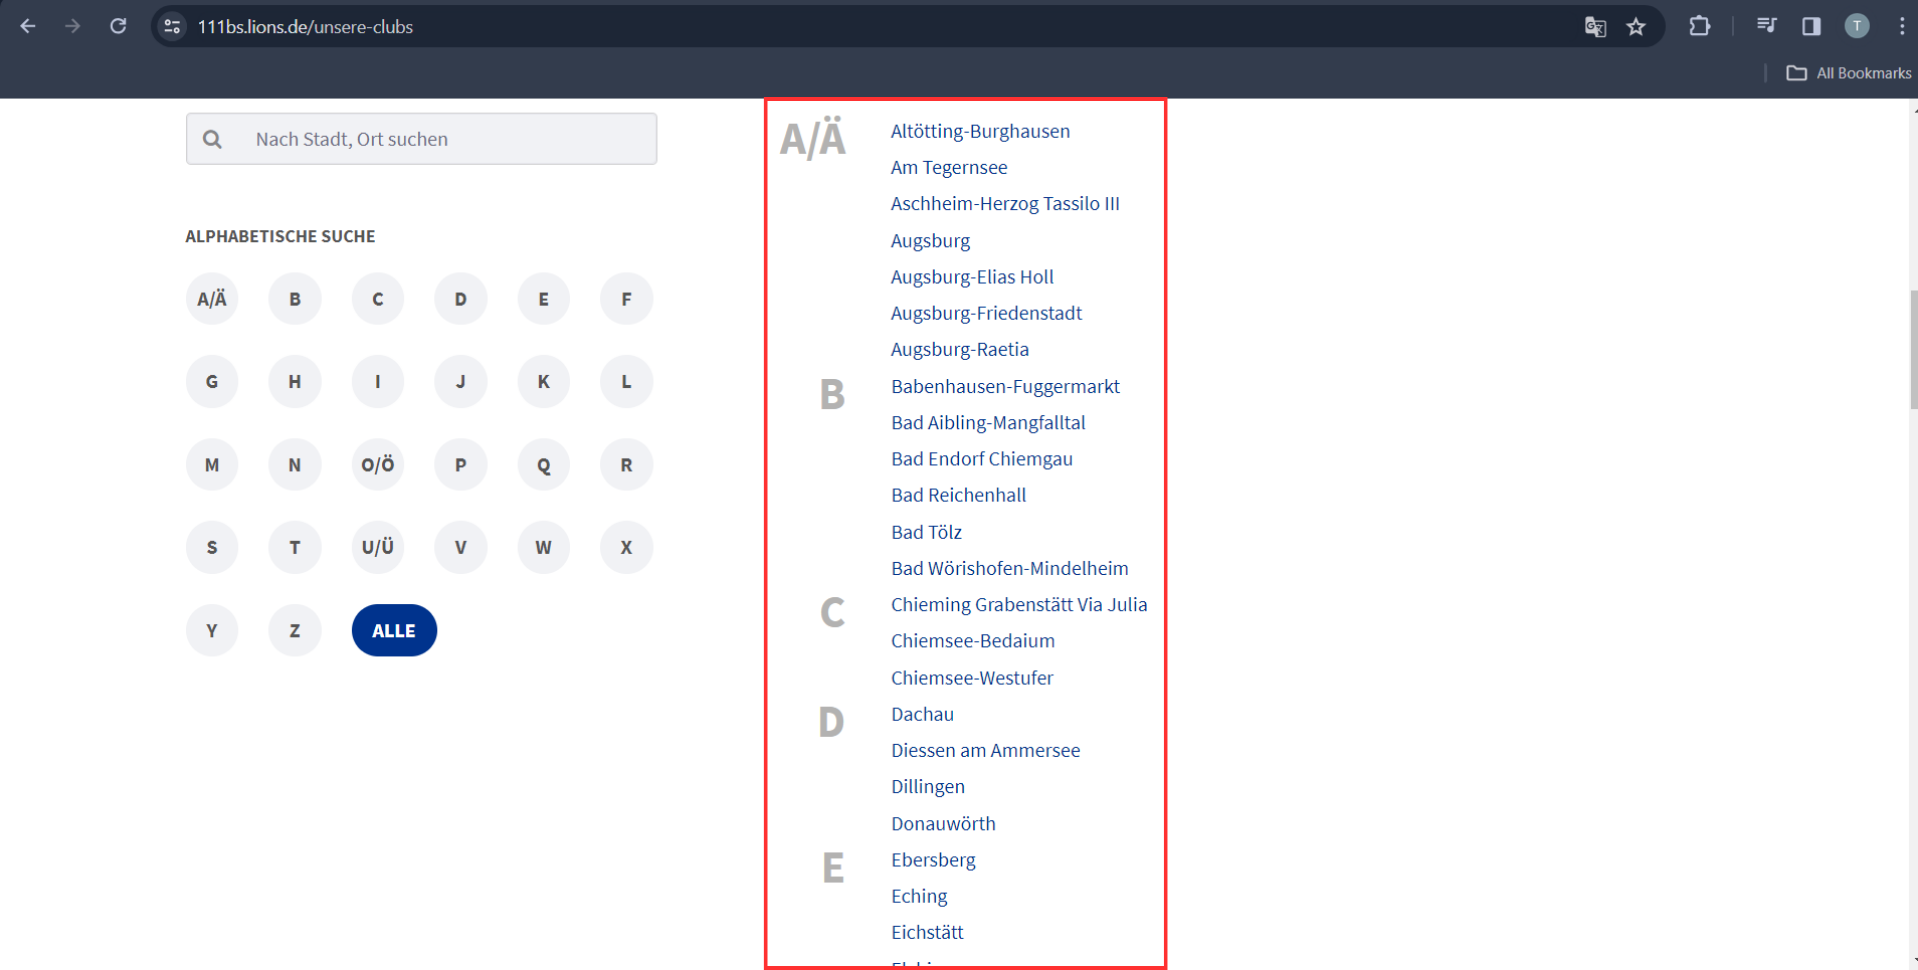 111bs.lions.de/unsere-clubs
T
All Bookmarks
Nach Stadt, Ort suchen
ALPHABETISCHE SUCHE
A/Ä B C D E F
G H I J K L
M N O/Ö P Q R
S T U/Ü V W X
Y Z ALLE
A/Ä
Altötting-Burghausen
Am Tegernsee
Aschheim-Herzog Tassilo III
Augsburg
Augsburg-Elias Holl
Augsburg-Friedenstadt
Augsburg-Raetia
B
Babenhausen-Fuggermarkt
Bad Aibling-Mangfalltal
Bad Endorf Chiemgau
Bad Reichenhall
Bad Tölz
Bad Wörishofen-Mindelheim
C
Chieming Grabenstätt Via Julia
Chiemsee-Bedaium
Chiemsee-Westufer
D
Dachau
Diessen am Ammersee
Dillingen
Donauwörth
E
Ebersberg
Eching
Eichstätt